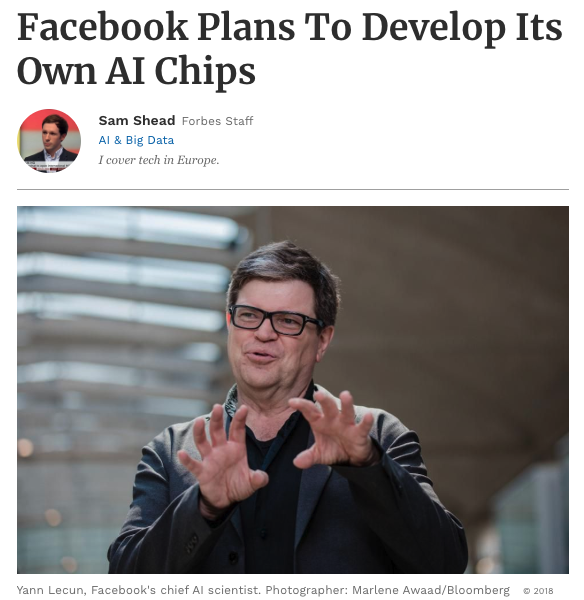 Facebook Plans To Develop Its
Own AI Chips
Sam Shead Forbes Staff
AI & Big Data
I cover tech in Europe.
Yann Lecun, Facebook's chief AI scientist. Photographer: Marlene Awaad/Bloomberg © 2018